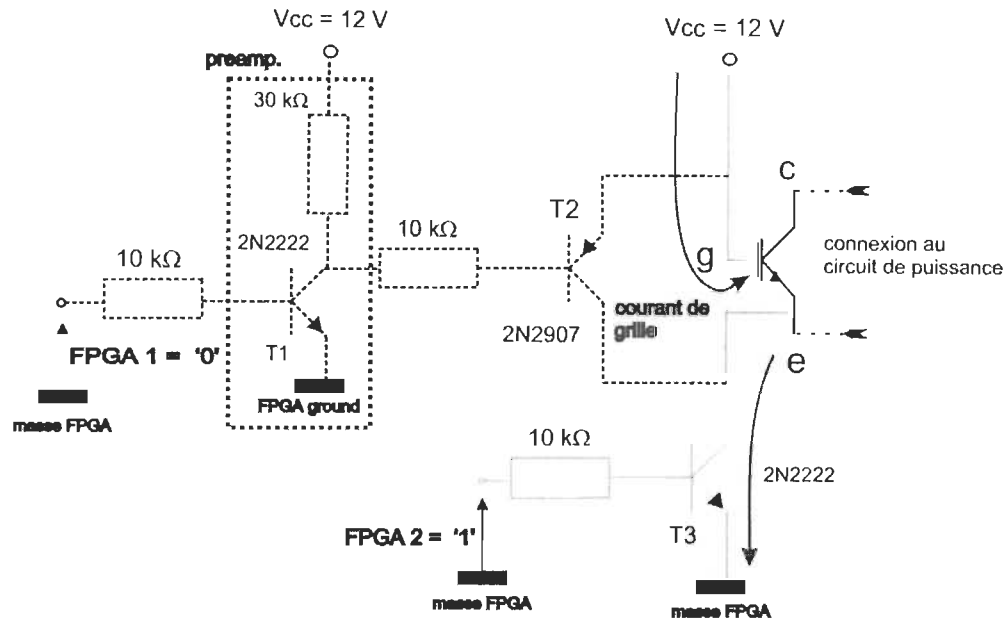 Vcc = 12 V
Vcc = 12 V
preamp.
30 kΩ
c
T2
2N2222
10 kΩ
10 kΩ
g
connexion au
circuit de puissance
courant de
grille
2N2907
T1
FPGA 1 = '0'
e
FPGA ground
masse FPGA
10 kΩ
2N2222
FPGA 2 = '1'
T3
masse FPGA
masse FPGA